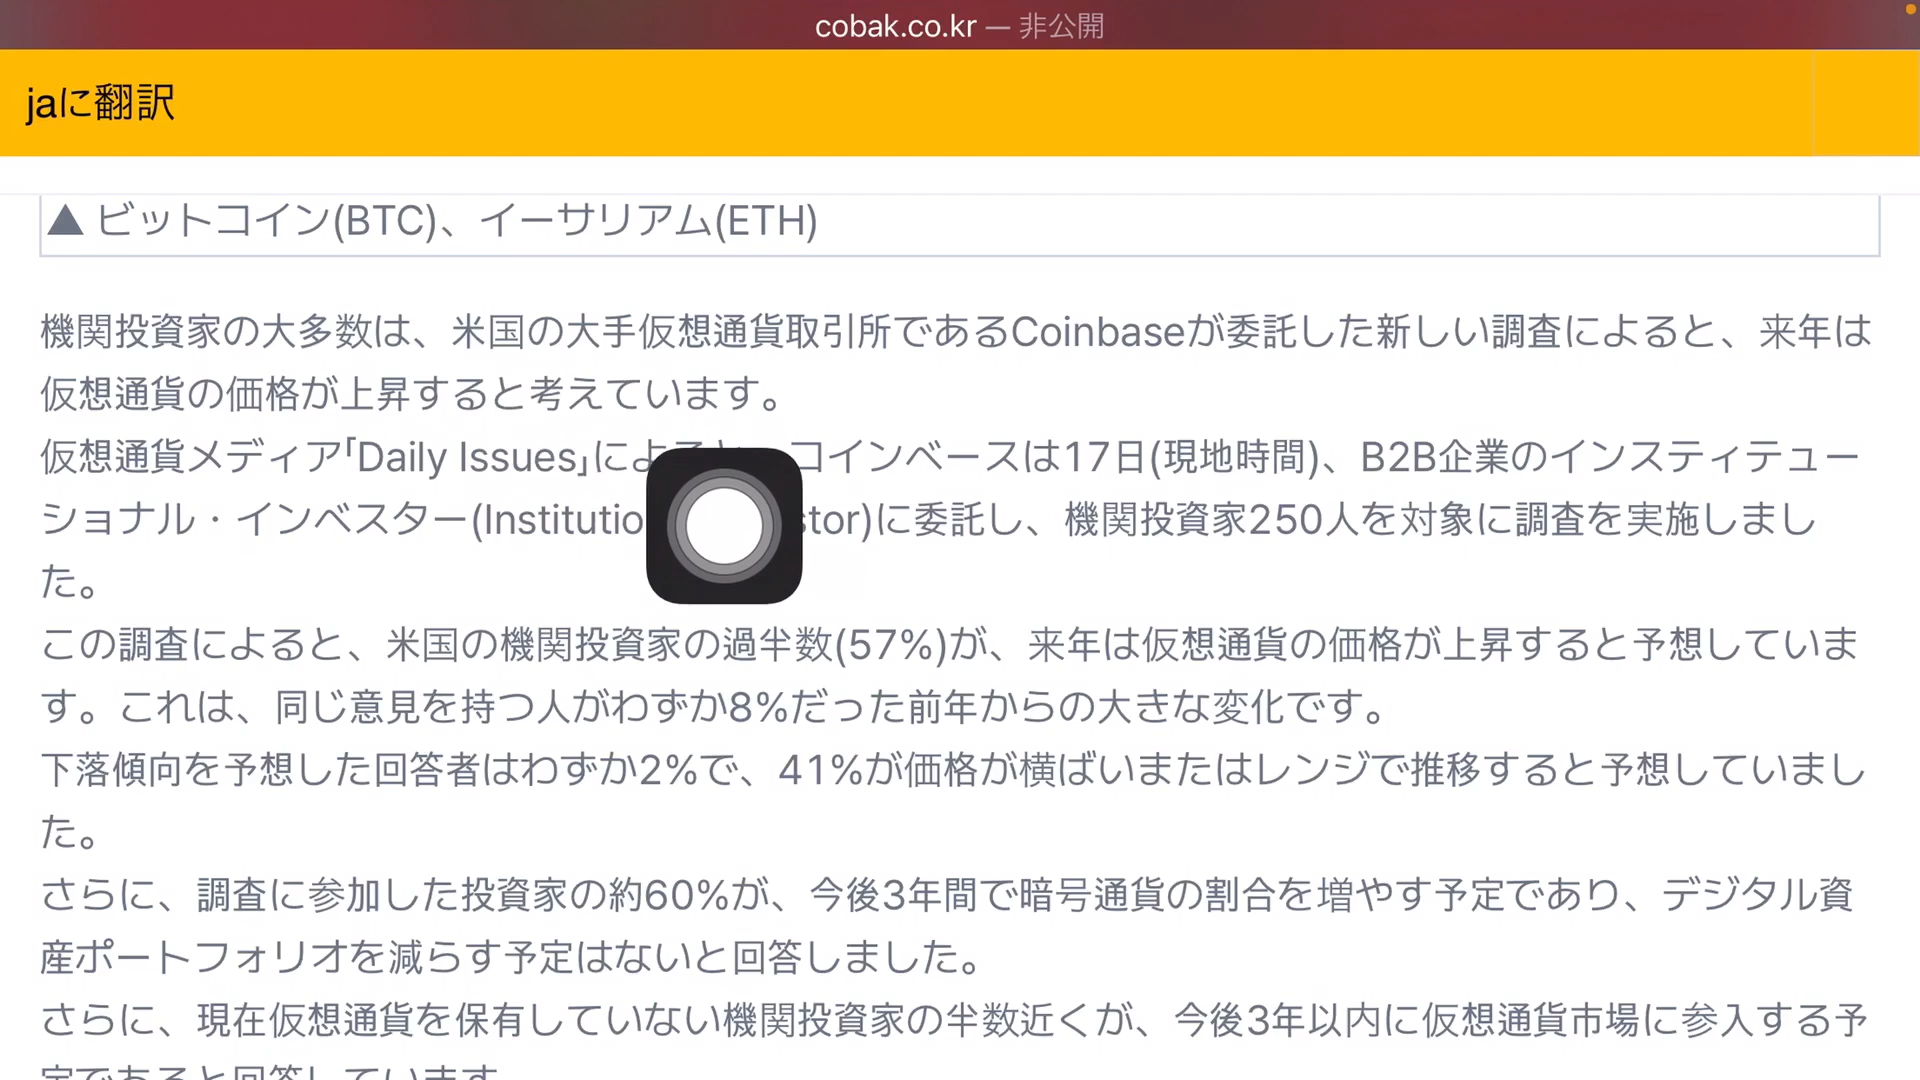 cobak.co.kr — 非公開
jaに翻訳
▲ ビットコイン(BTC)、イーサリアム(ETH)
機関投資家の大多数は、米国の大手仮想通貨取引所であるCoinbaseが委託した新しい調査によると、来年は
仮想通貨の価格が上昇すると考えています。
仮想通貨メディア「Daily Issues」によると、コインベースは17日(現地時間)、B2B企業のインスティテュー
ショナル・インベスター(Institutio stor)に委託し、機関投資家250人を対象に調査を実施しまし
た。
この調査によると、米国の機関投資家の過半数(57%)が、来年は仮想通貨の価格が上昇すると予想していま
す。これは、同じ意見を持つ人がわずか8%だった前年からの大きな変化です。
下落傾向を予想した回答者はわずか2%で、41%が価格が横ばいまたはレンジで推移すると予想していまし
た。
さらに、調査に参加した投資家の約60%が、今後3年間で暗号通貨の割合を増やす予定であり、デジタル資
産ポートフォリオを減らす予定はないと回答しました。
さらに、現在仮想通貨を保有していない機関投資家の半数近くが、今後3年以内に仮想通貨市場に参入する予
定であると回答しています